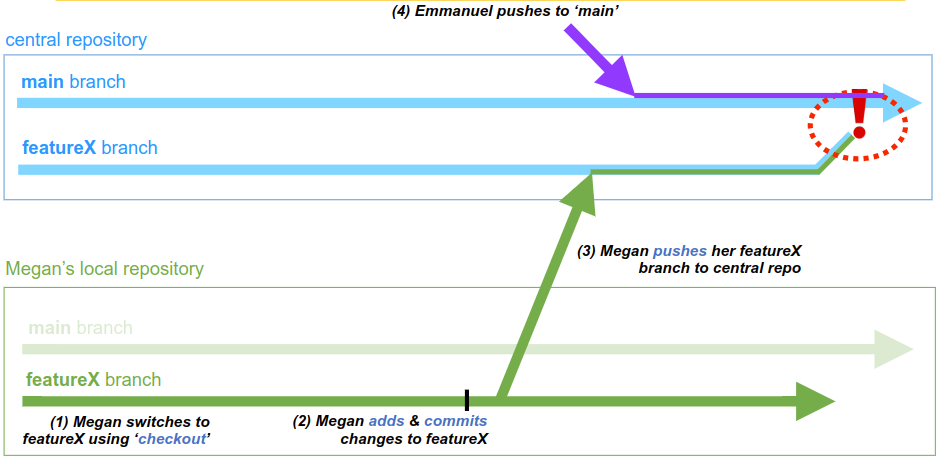 (4) Emmanuel pushes to ‘main’
central repository
main branch
featureX branch
(3) Megan pushes her featureX
branch to central repo
Megan’s local repository
main branch
featureX branch
(1) Megan switches to
featureX using ‘checkout’
(2) Megan adds & commits
changes to featureX